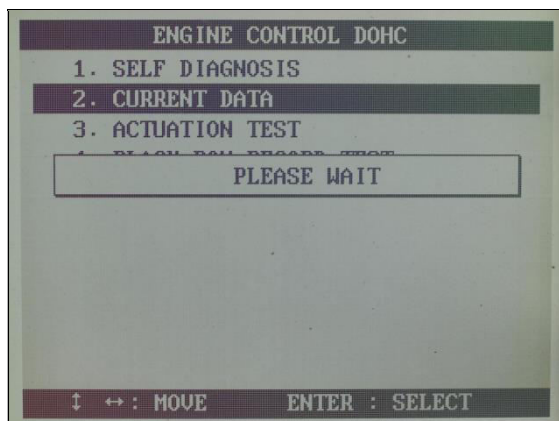 ENGINE CONTROL DOHC
1. SELF DIAGNOSIS
2. CURRENT DATA
3. ACTUATION TEST
PLEASE WAIT
↕ ↔ : MOVE ENTER : SELECT